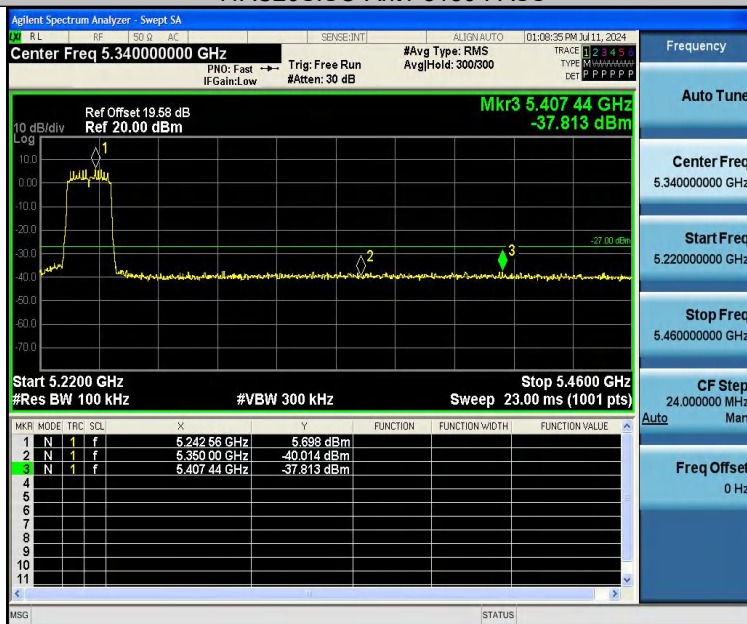 Agilent Spectrum Analyzer - Swept SA
LXI RL RF 50 Ω AC SENSE:INT ALIGN AUTO 01:08:35 PM Jul 11, 2024
Center Freq 5.340000000 GHz
PNO: Fast
IFGain:Low
Trig: Free Run
#Atten: 30 dB
#Avg Type: RMS
Avg|Hold: 300/300
TRACE 1 2 3 4 5 6
TYPE M
DET P P P P P P
Mkr3 5.407 44 GHz
-37.813 dBm
10 dB/div
Log
Ref Offset 19.58 dB
Ref 20.00 dBm
10.0
0.00
-10.0
-20.0
-30.0
-40.0
-50.0
-60.0
-70.0
1
2
3
-27.00 dBm
Start 5.2200 GHz
#Res BW 100 kHz
#VBW 300 kHz
Stop 5.4600 GHz
Sweep 23.00 ms (1001 pts)
MKR MODE TRC SCL X Y FUNCTION FUNCTION WIDTH FUNCTION VALUE
1 N 1 f 5.242 56 GHz 5.698 dBm
2 N 1 f 5.350 00 GHz -40.014 dBm
3 N 1 f 5.407 44 GHz -37.813 dBm
4
5
6
7
8
9
10
11
MSG
STATUS
Frequency
Auto Tune
Center Freq
5.340000000 GHz
Start Freq
5.220000000 GHz
Stop Freq
5.460000000 GHz
CF Step
24.000000 MHz
Auto Man
Freq Offset
0 Hz